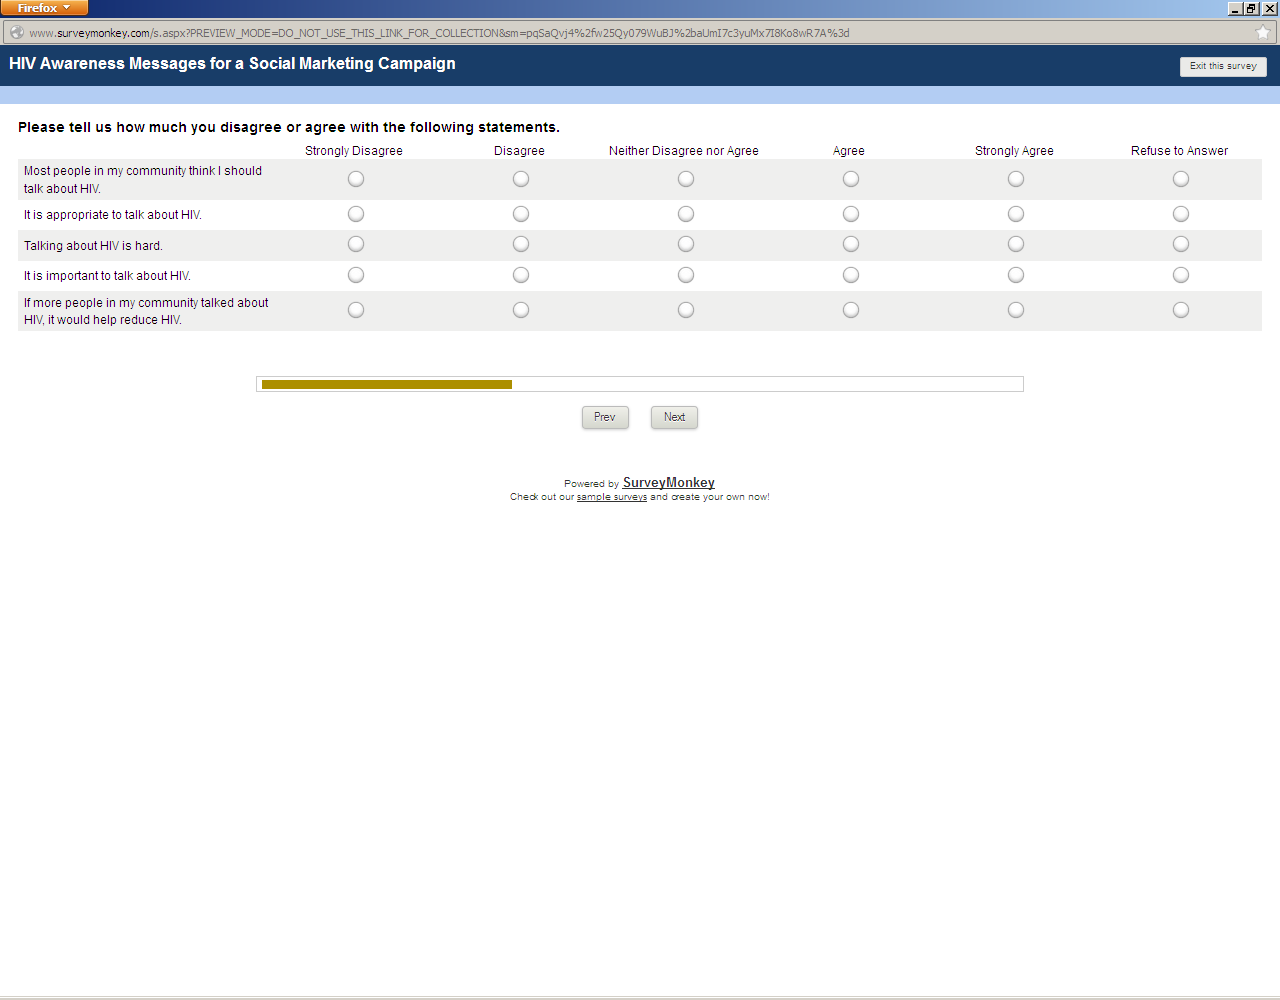 Firefox
www.surveymonkey.com/s.aspx?PREVIEW_MODE=DO_NOT_USE_THIS_LINK_FOR_COLLECTION&sm=pqSaQvj4%2fw25Qy079WuBJ%2baUmI7c3yuMx7I8Ko8wR7A%3d
HIV Awareness Messages for a Social Marketing Campaign
Exit this survey
Please tell us how much you disagree or agree with the following statements.
Strongly Disagree Disagree Neither Disagree nor Agree Agree Strongly Agree Refuse to Answer
Most people in my community think I should
talk about HIV.
It is appropriate to talk about HIV.
Talking about HIV is hard.
It is important to talk about HIV.
If more people in my community talked about
HIV, it would help reduce HIV.
Prev Next
Powered by SurveyMonkey
Check out our sample surveys and create your own now!